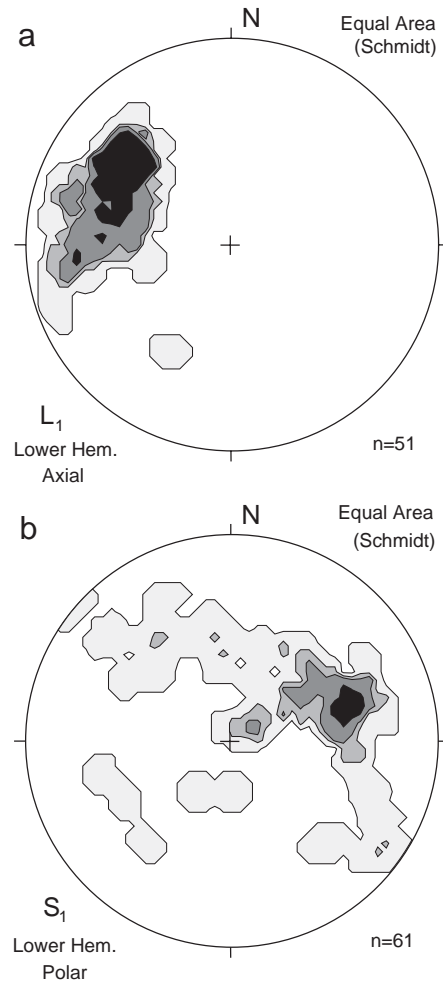 a
N
Equal Area
(Schmidt)
L₁
Lower Hem.
Axial
n=51
b
N
Equal Area
(Schmidt)
S₁
Lower Hem.
Polar
n=61